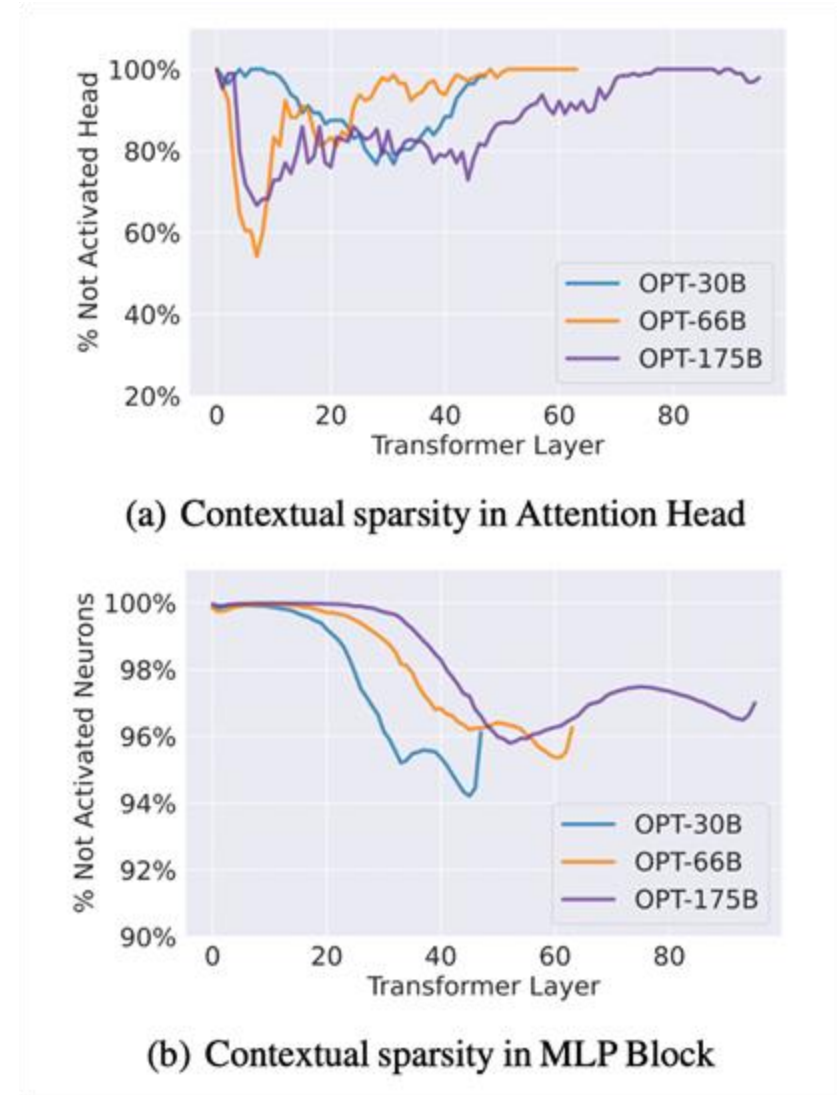 100%
80%
60%
40%
20%
% Not Activated Head
OPT-30B
OPT-66B
OPT-175B
0 20 40 60 80
Transformer Layer
(a) Contextual sparsity in Attention Head
100%
98%
96%
94%
92%
90%
% Not Activated Neurons
OPT-30B
OPT-66B
OPT-175B
0 20 40 60 80
Transformer Layer
(b) Contextual sparsity in MLP Block